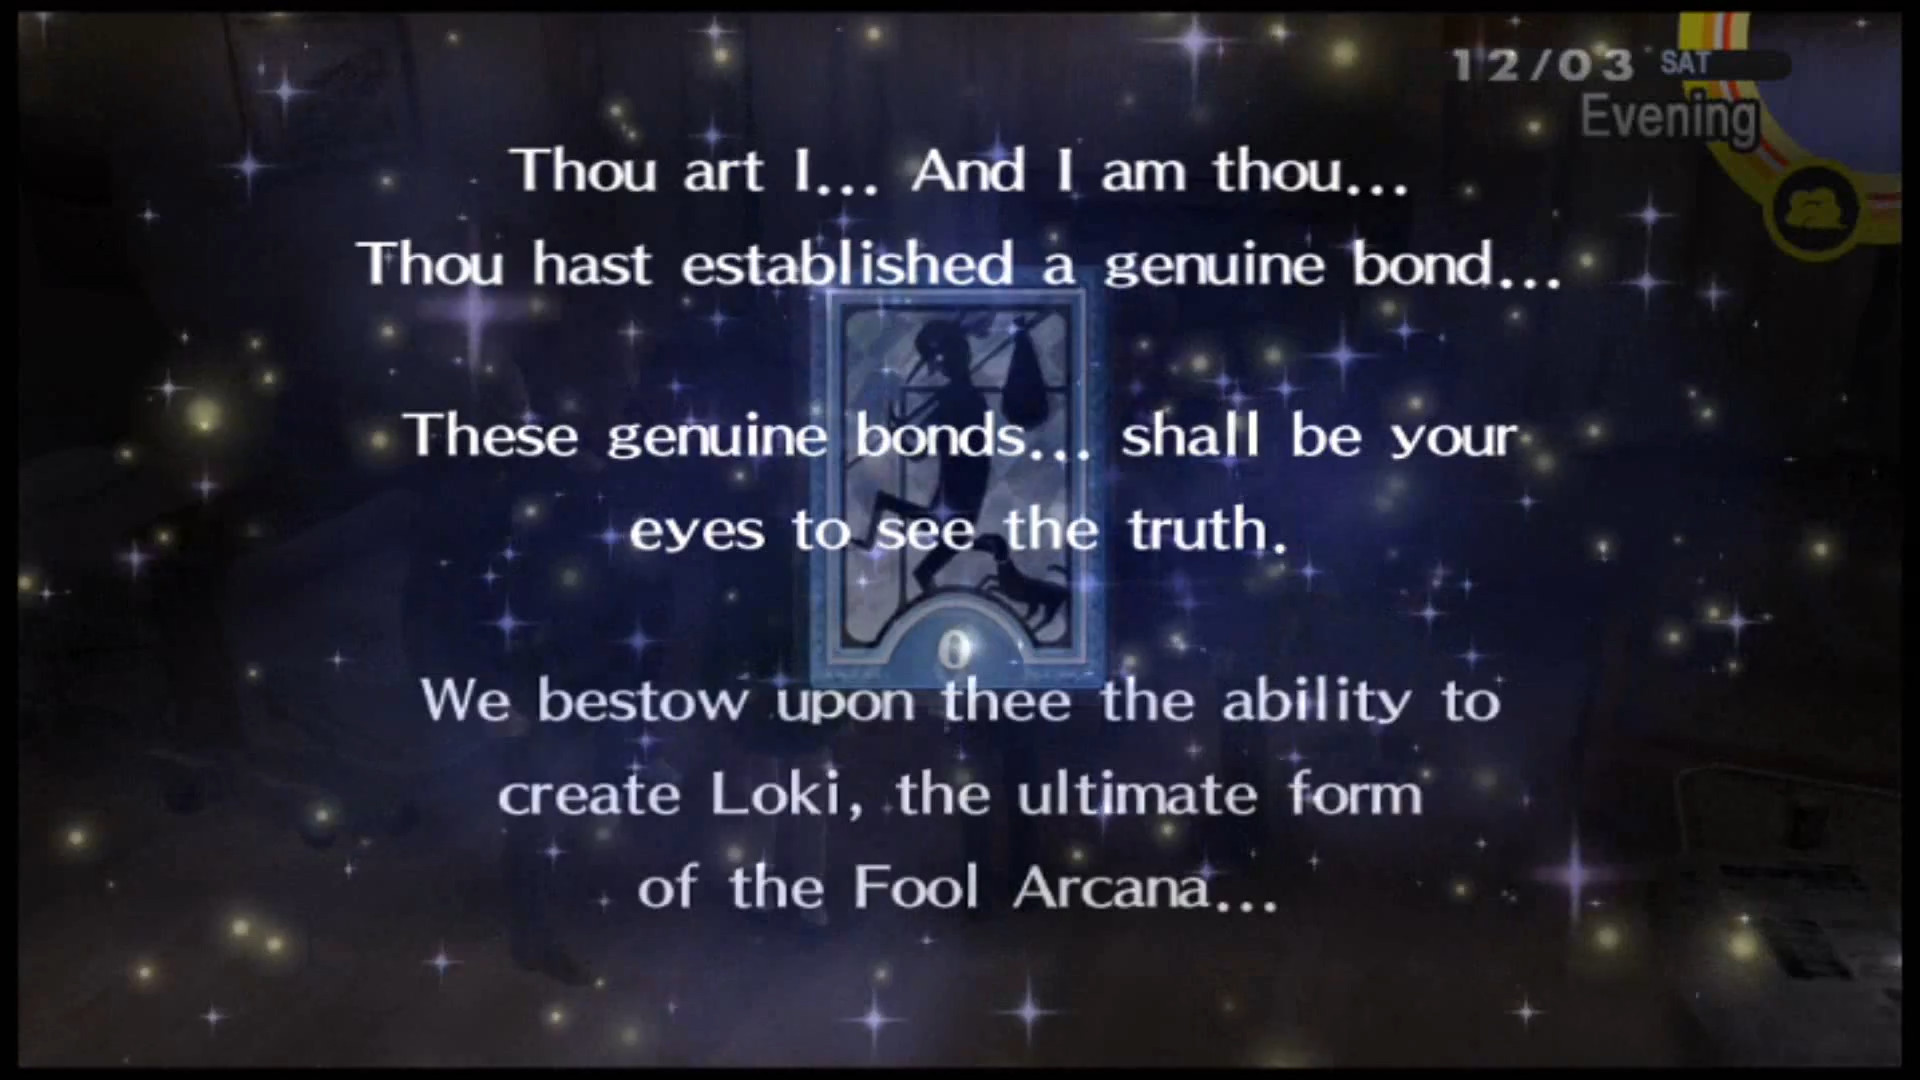 12/03 SAT
Evening
Thou art I... And I am thou...
Thou hast established a genuine bond...
These genuine bonds... shall be your
eyes to see the truth.
0
We bestow upon thee the ability to
create Loki, the ultimate form
of the Fool Arcana...